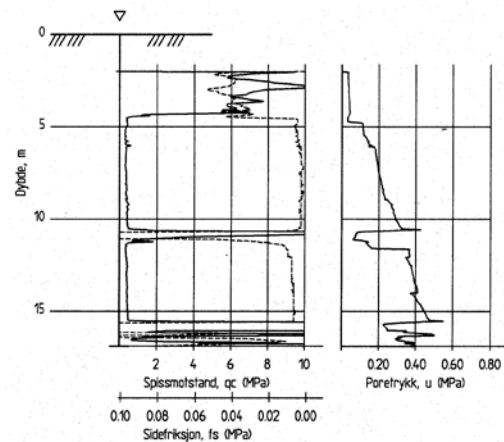 0
5
10
15
Dybde, m
2 4 6 8 10
Spissmotstand, qc (MPa)
0.10 0.08 0.06 0.04 0.02 0.00
Sidefriksjon, fs (MPa)
0.20 0.40 0.60 0.80
Poretrykk, u (MPa)